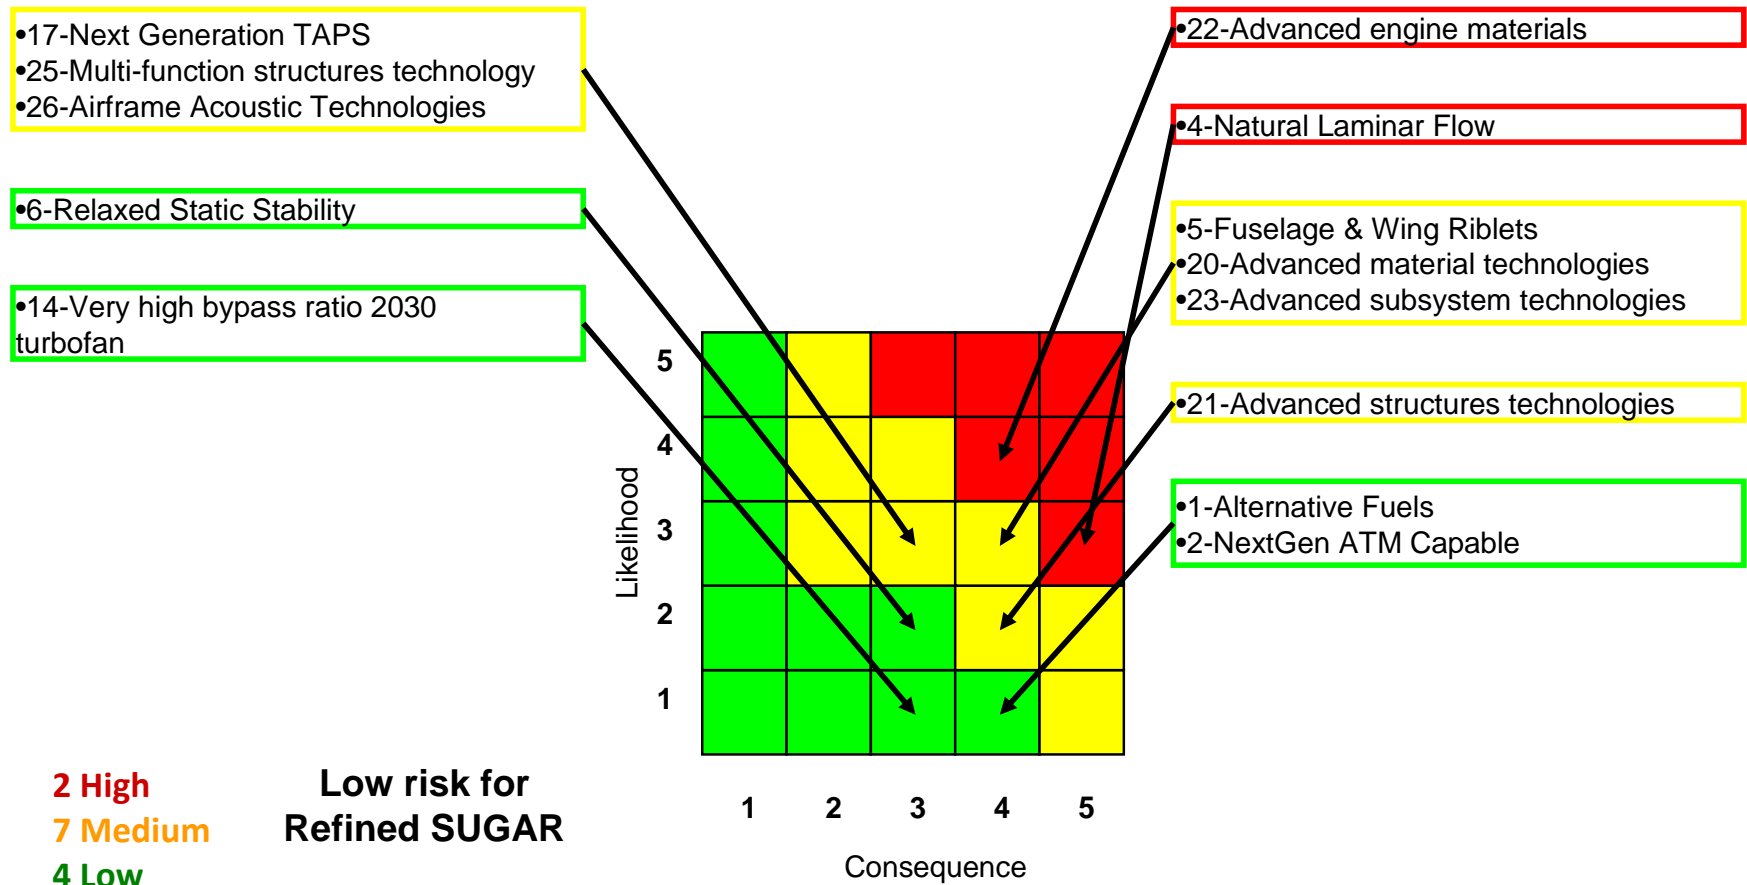 •17-Next Generation TAPS
•25-Multi-function structures technology
•26-Airframe Acoustic Technologies
•6-Relaxed Static Stability
•14-Very high bypass ratio 2030
turbofan
•22-Advanced engine materials
•4-Natural Laminar Flow
•5-Fuselage & Wing Riblets
•20-Advanced material technologies
•23-Advanced subsystem technologies
•21-Advanced structures technologies
•1-Alternative Fuels
•2-NextGen ATM Capable
Likelihood
5
4
3
2
1
1 2 3 4 5
Consequence
2 High
7 Medium
4 Low
Low risk for
Refined SUGAR